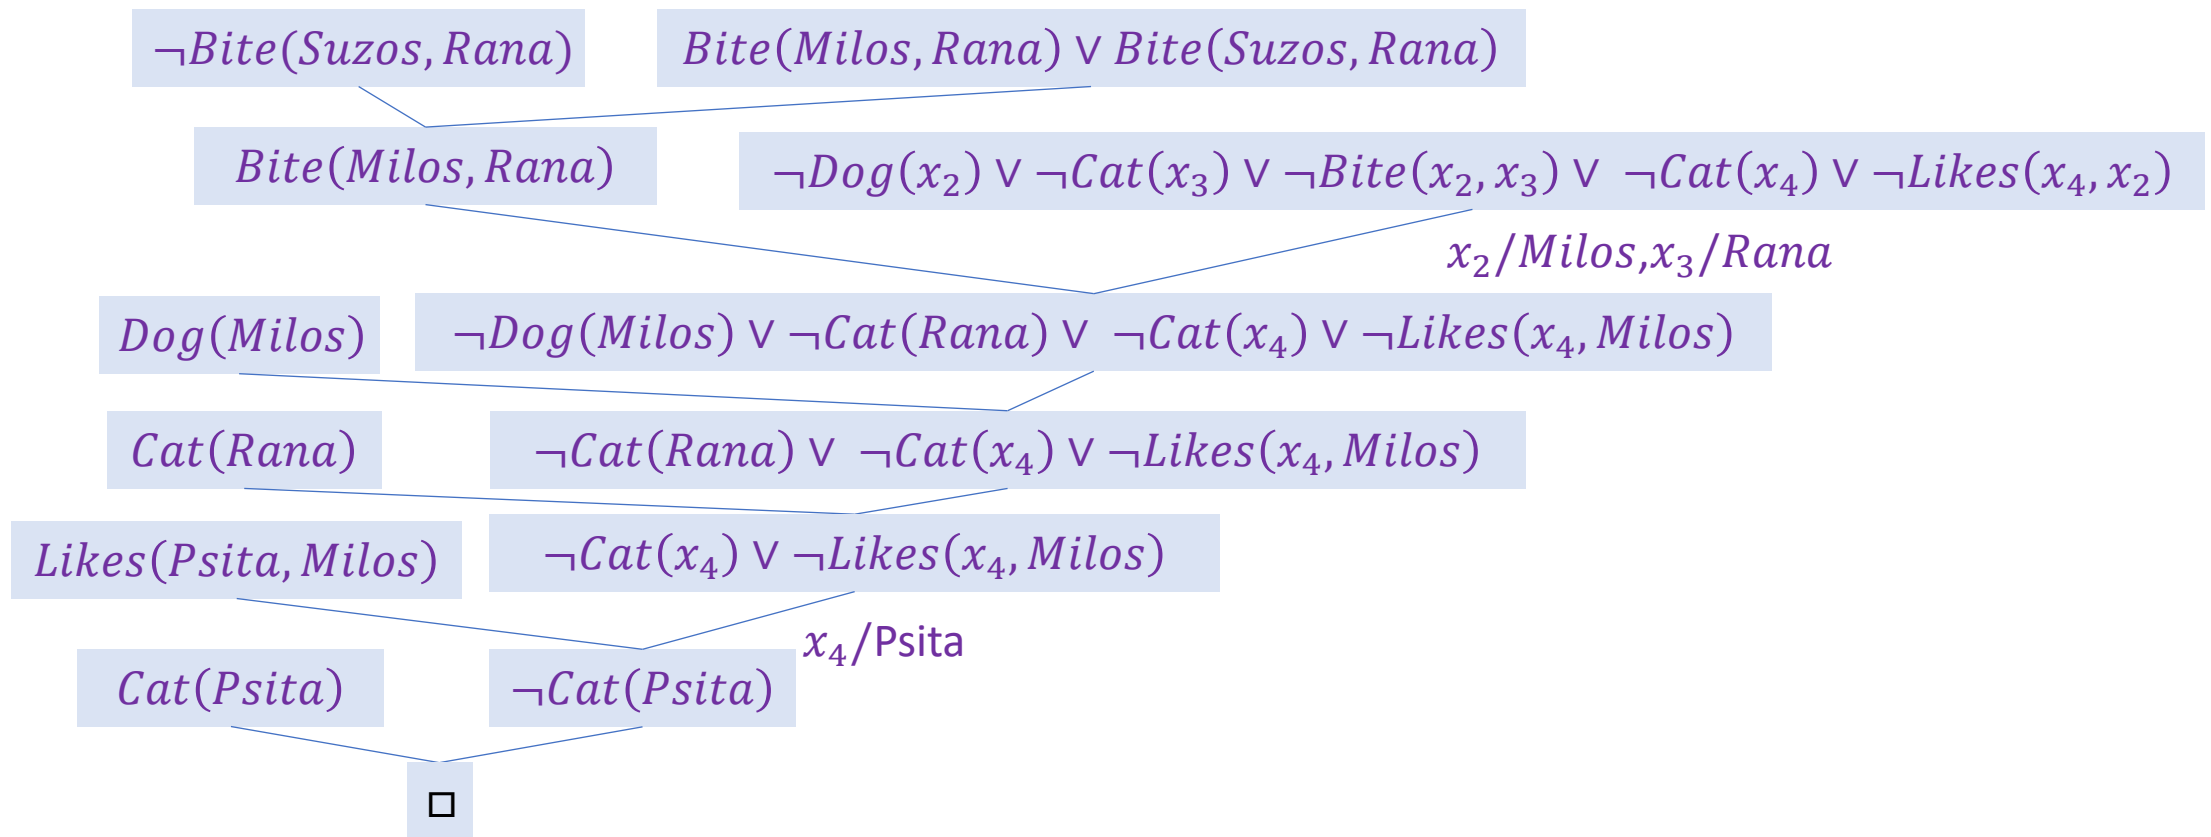 ¬Bite(Suzos, Rana) Bite(Milos, Rana) ∨ Bite(Suzos, Rana)
Bite(Milos, Rana) ¬Dog(x₂) ∨ ¬Cat(x₃) ∨ ¬Bite(x₂, x₃) ∨ ¬Cat(x₄) ∨ ¬Likes(x₄, x₂)
x₂/Milos,x₃/Rana
Dog(Milos) ¬Dog(Milos) ∨ ¬Cat(Rana) ∨ ¬Cat(x₄) ∨ ¬Likes(x₄, Milos)
Cat(Rana) ¬Cat(Rana) ∨ ¬Cat(x₄) ∨ ¬Likes(x₄, Milos)
Likes(Psita, Milos) ¬Cat(x₄) ∨ ¬Likes(x₄, Milos)
x₄/Psita
Cat(Psita) ¬Cat(Psita)
□